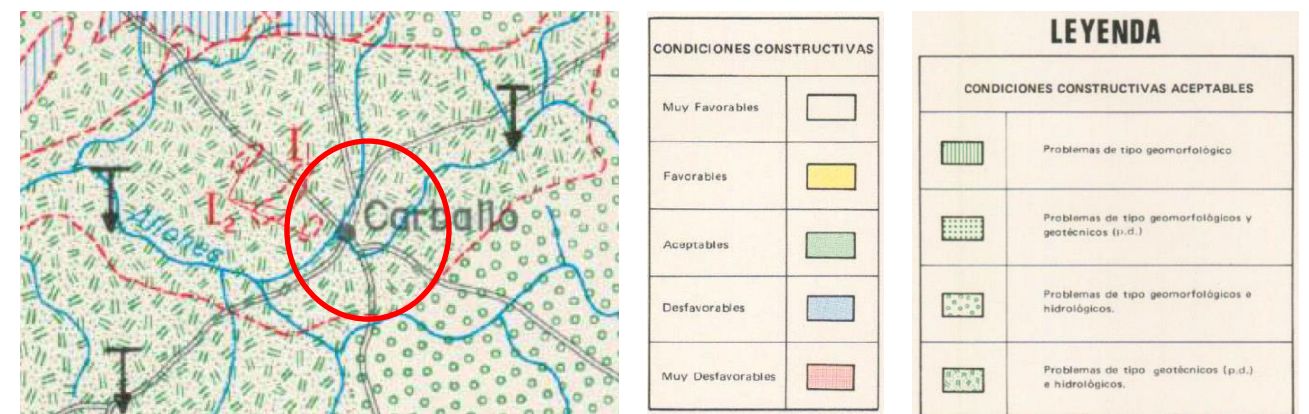 I₁
I₂
Carballo
Allones
CONDICIONES CONSTRUCTIVAS
Muy Favorables
Favorables
Aceptables
Desfavorables
Muy Desfavorables
LEYENDA
CONDICIONES CONSTRUCTIVAS ACEPTABLES
Problemas de tipo geomorfológico
Problemas de tipo geomorfológicos y
geotécnicos (p.d.)
Problemas de tipo geomorfológicos e
hidrológicos.
Problemas de tipo geotécnicos (p.d.)
e hidrológicos.